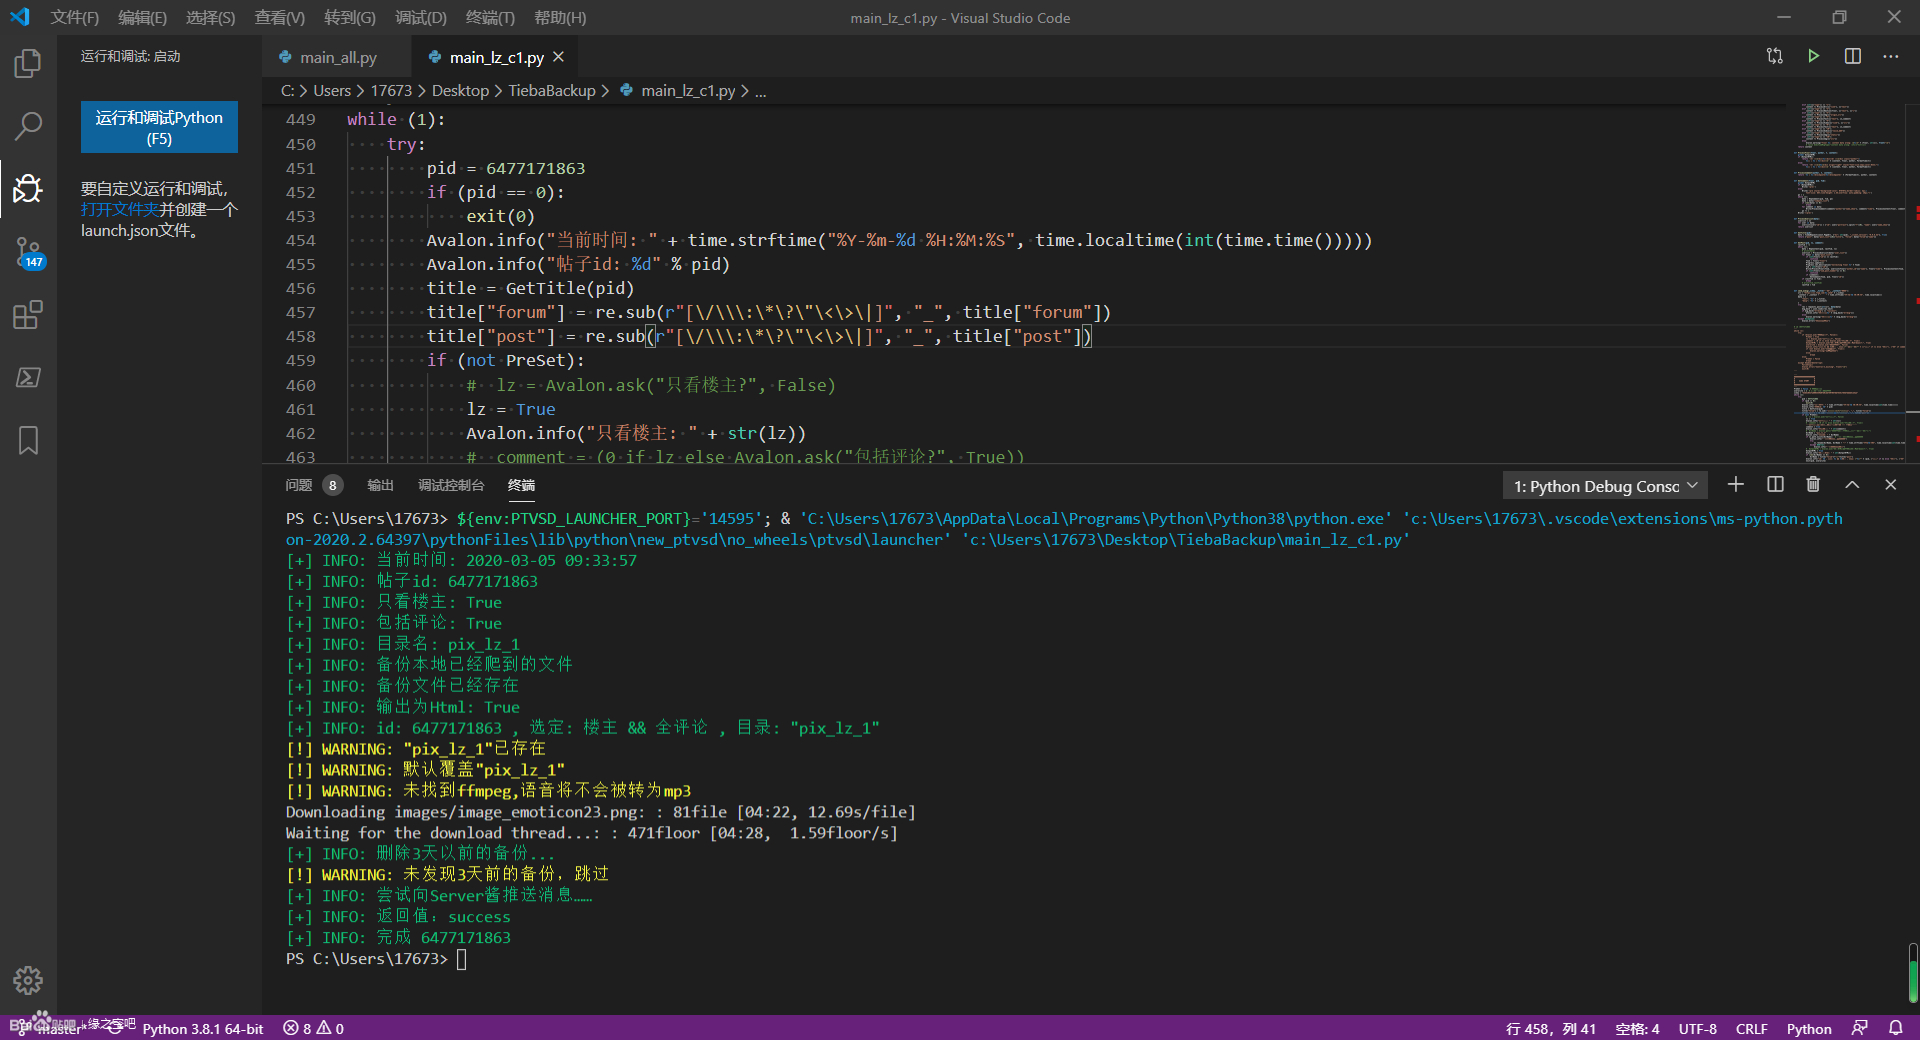 文件(F) 编辑(E) 选择(S) 查看(V) 转到(G) 调试(D) 终端(T) 帮助(H)
main_lz_c1.py - Visual Studio Code
运行和调试: 启动
main_all.py
main_lz_c1.py
运行和调试Python
(F5)
要自定义运行和调试,
打开文件夹并创建一个
launch.json文件。
147
C: > Users > 17673 > Desktop > TiebaBackup > main_lz_c1.py > ...
449 while (1):
450 try:
451 pid = 6477171863
452 if (pid == 0):
453 exit(0)
454 Avalon.info("当前时间: " + time.strftime("%Y-%m-%d %H:%M:%S", time.localtime(int(time.time()))))
455 Avalon.info("帖子id: %d" % pid)
456 title = GetTitle(pid)
457 title["forum"] = re.sub(r"[\/\\\:\*\?\"\<\>\|]", "_", title["forum"])
458 title["post"] = re.sub(r"[\/\\\:\*\?\"\<\>\|]", "_", title["post"])
459 if (not PreSet):
460 #  lz = Avalon.ask("只看楼主?", False)
461 lz = True
462 Avalon.info("只看楼主: " + str(lz))
463 #  comment = (0 if lz else Avalon.ask("包括评论?", True))
问题 8 输出 调试控制台 终端
1: Python Debug Consc
PS C:\Users\17673> ${env:PTVSD_LAUNCHER_PORT}='14595'; & 'C:\Users\17673\AppData\Local\Programs\Python\Python38\python.exe' 'c:\Users\17673\.vscode\extensions\ms-python.pyth
on-2020.2.64397\pythonFiles\lib\python\new_ptvsd\no_wheels\ptvsd\launcher' 'c:\Users\17673\Desktop\TiebaBackup\main_lz_c1.py'
[+] INFO: 当前时间: 2020-03-05 09:33:57
[+] INFO: 帖子id: 6477171863
[+] INFO: 只看楼主: True
[+] INFO: 包括评论: True
[+] INFO: 目录名: pix_lz_1
[+] INFO: 备份本地已经爬到的文件
[+] INFO: 备份文件已经存在
[+] INFO: 输出为Html: True
[+] INFO: id: 6477171863 , 选定: 楼主 && 全评论 , 目录: "pix_lz_1"
[!] WARNING: "pix_lz_1"已存在
[!] WARNING: 默认覆盖"pix_lz_1"
[!] WARNING: 未找到ffmpeg,语音将不会被转为mp3
Downloading images/image_emoticon23.png: : 81file [04:22, 12.69s/file]
Waiting for the download thread...: : 471floor [04:28,  1.59floor/s]
[+] INFO: 删除3天以前的备份...
[!] WARNING: 未发现3天前的备份, 跳过
[+] INFO: 尝试向Server酱推送消息……
[+] INFO: 返回值: success
[+] INFO: 完成 6477171863
PS C:\Users\17673>
master Python 3.8.1 64-bit 8 0
行 458, 列 41 空格: 4 UTF-8 CRLF Python